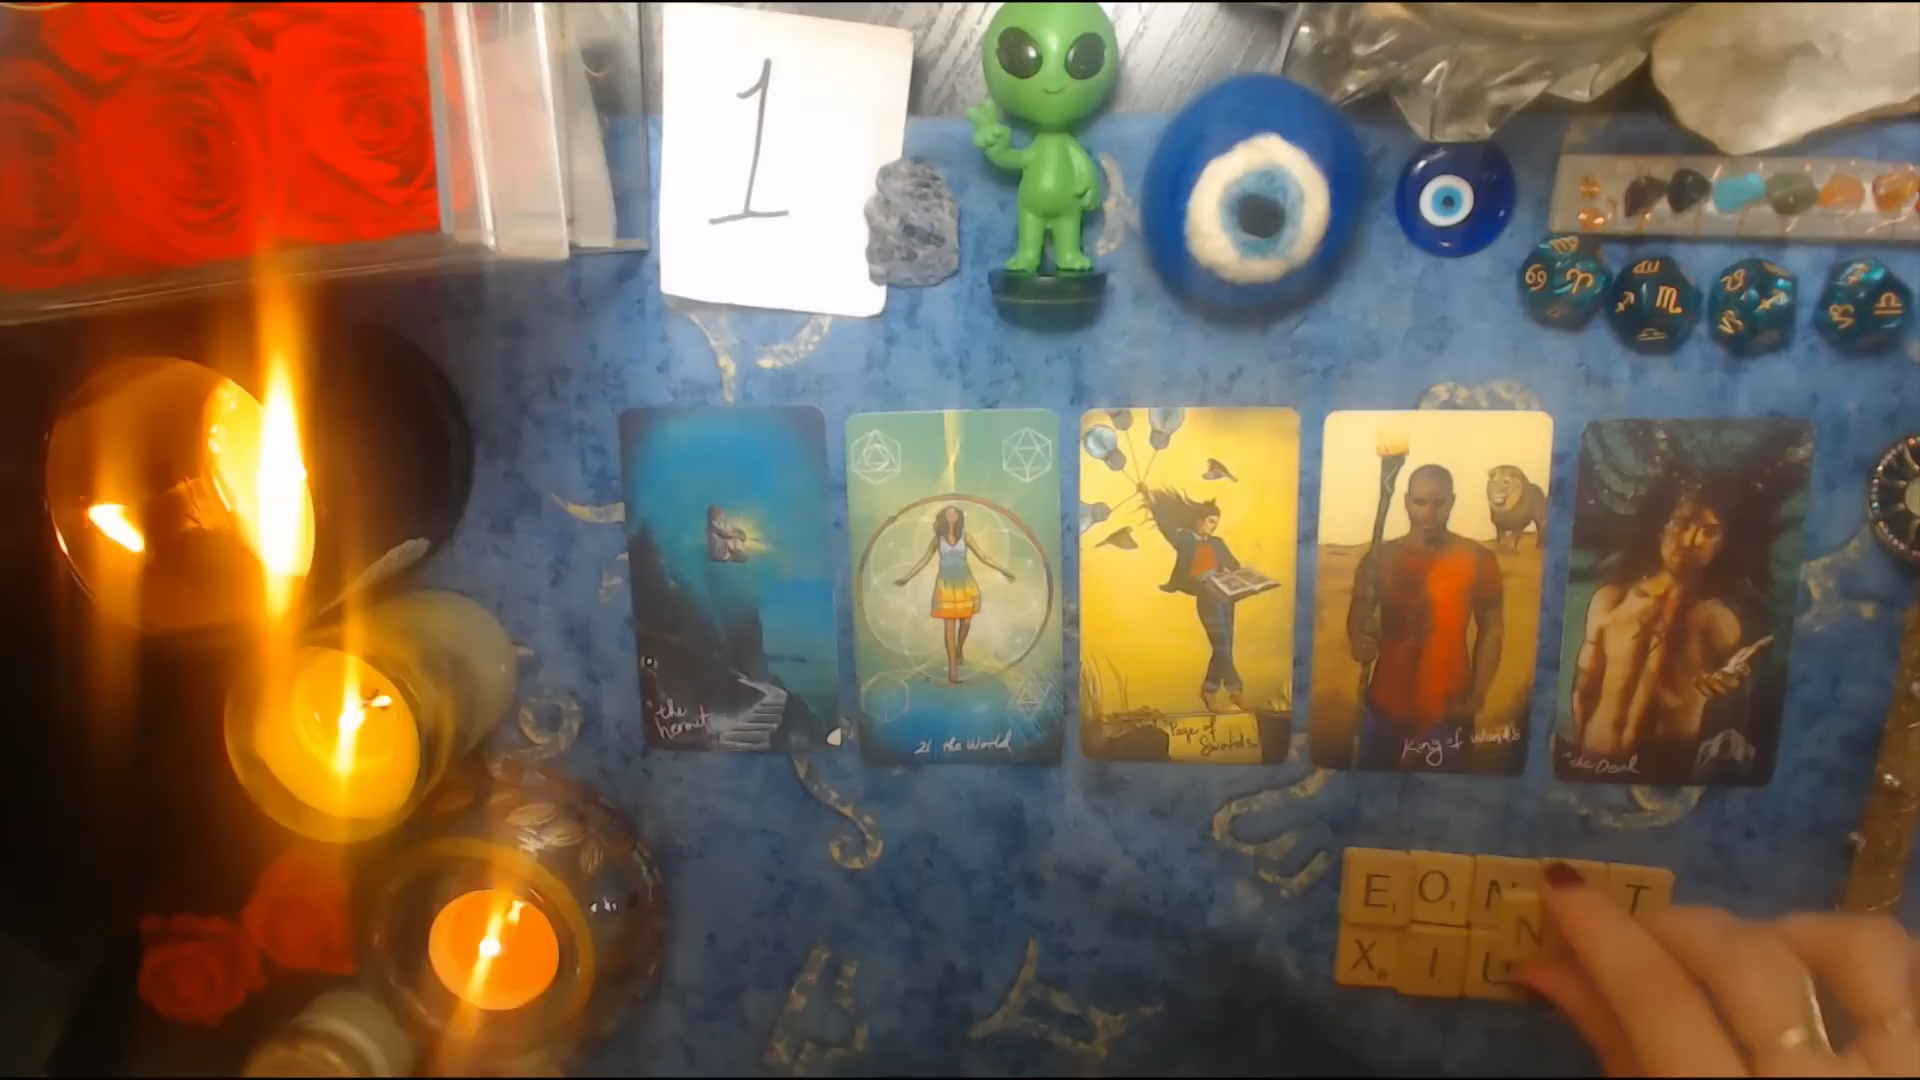 1
"the
hermit
21. the World
Page of
Swords
King of wands
"the Devil
E O N T
N
X I